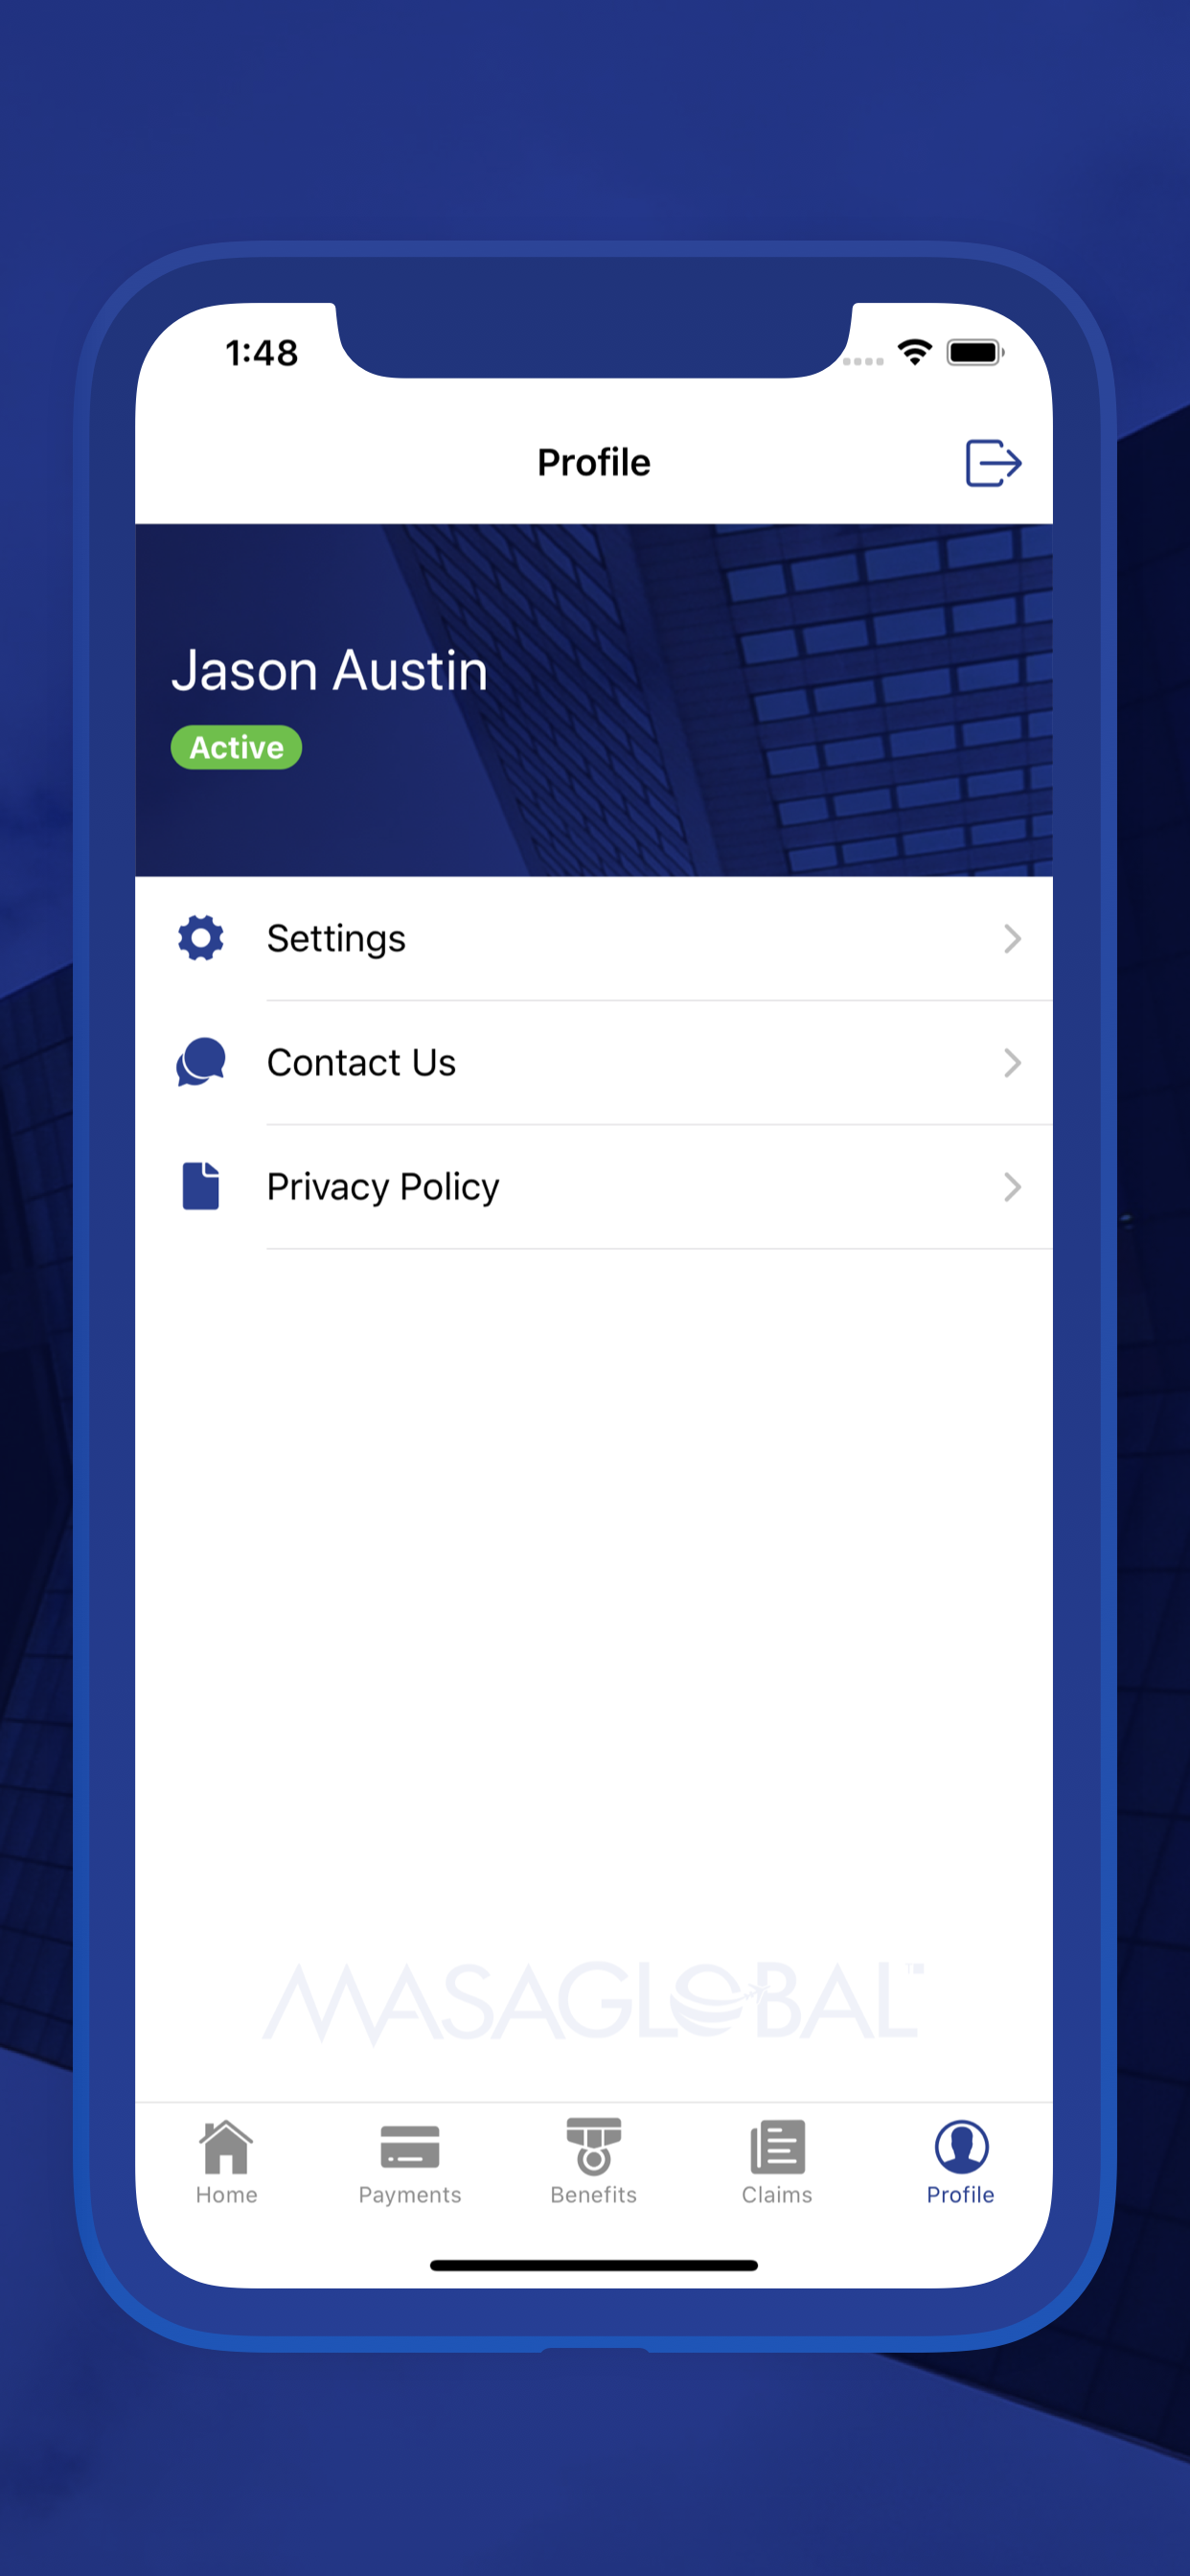 1:48
Profile
Jason Austin
Active
Settings
Contact Us
Privacy Policy
MASAGLOBAL
Home
Payments
Benefits
Claims
Profile